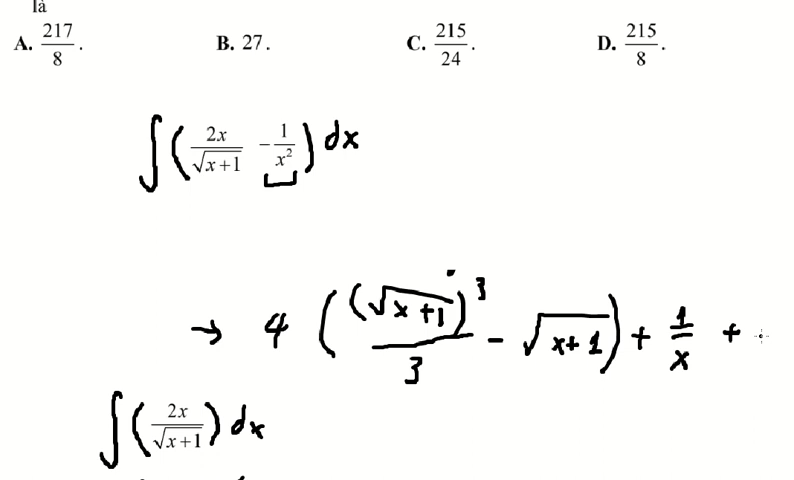 là
A. 217/8 . B. 27 . C. 215/24 . D. 215/8 .
∫ ( 2x/√(x+1) - 1/x² ) dx
→ 4 ( (√(x+1))³/3 - √(x+1) ) + 1/x +
∫ ( 2x/√(x+1) ) dx